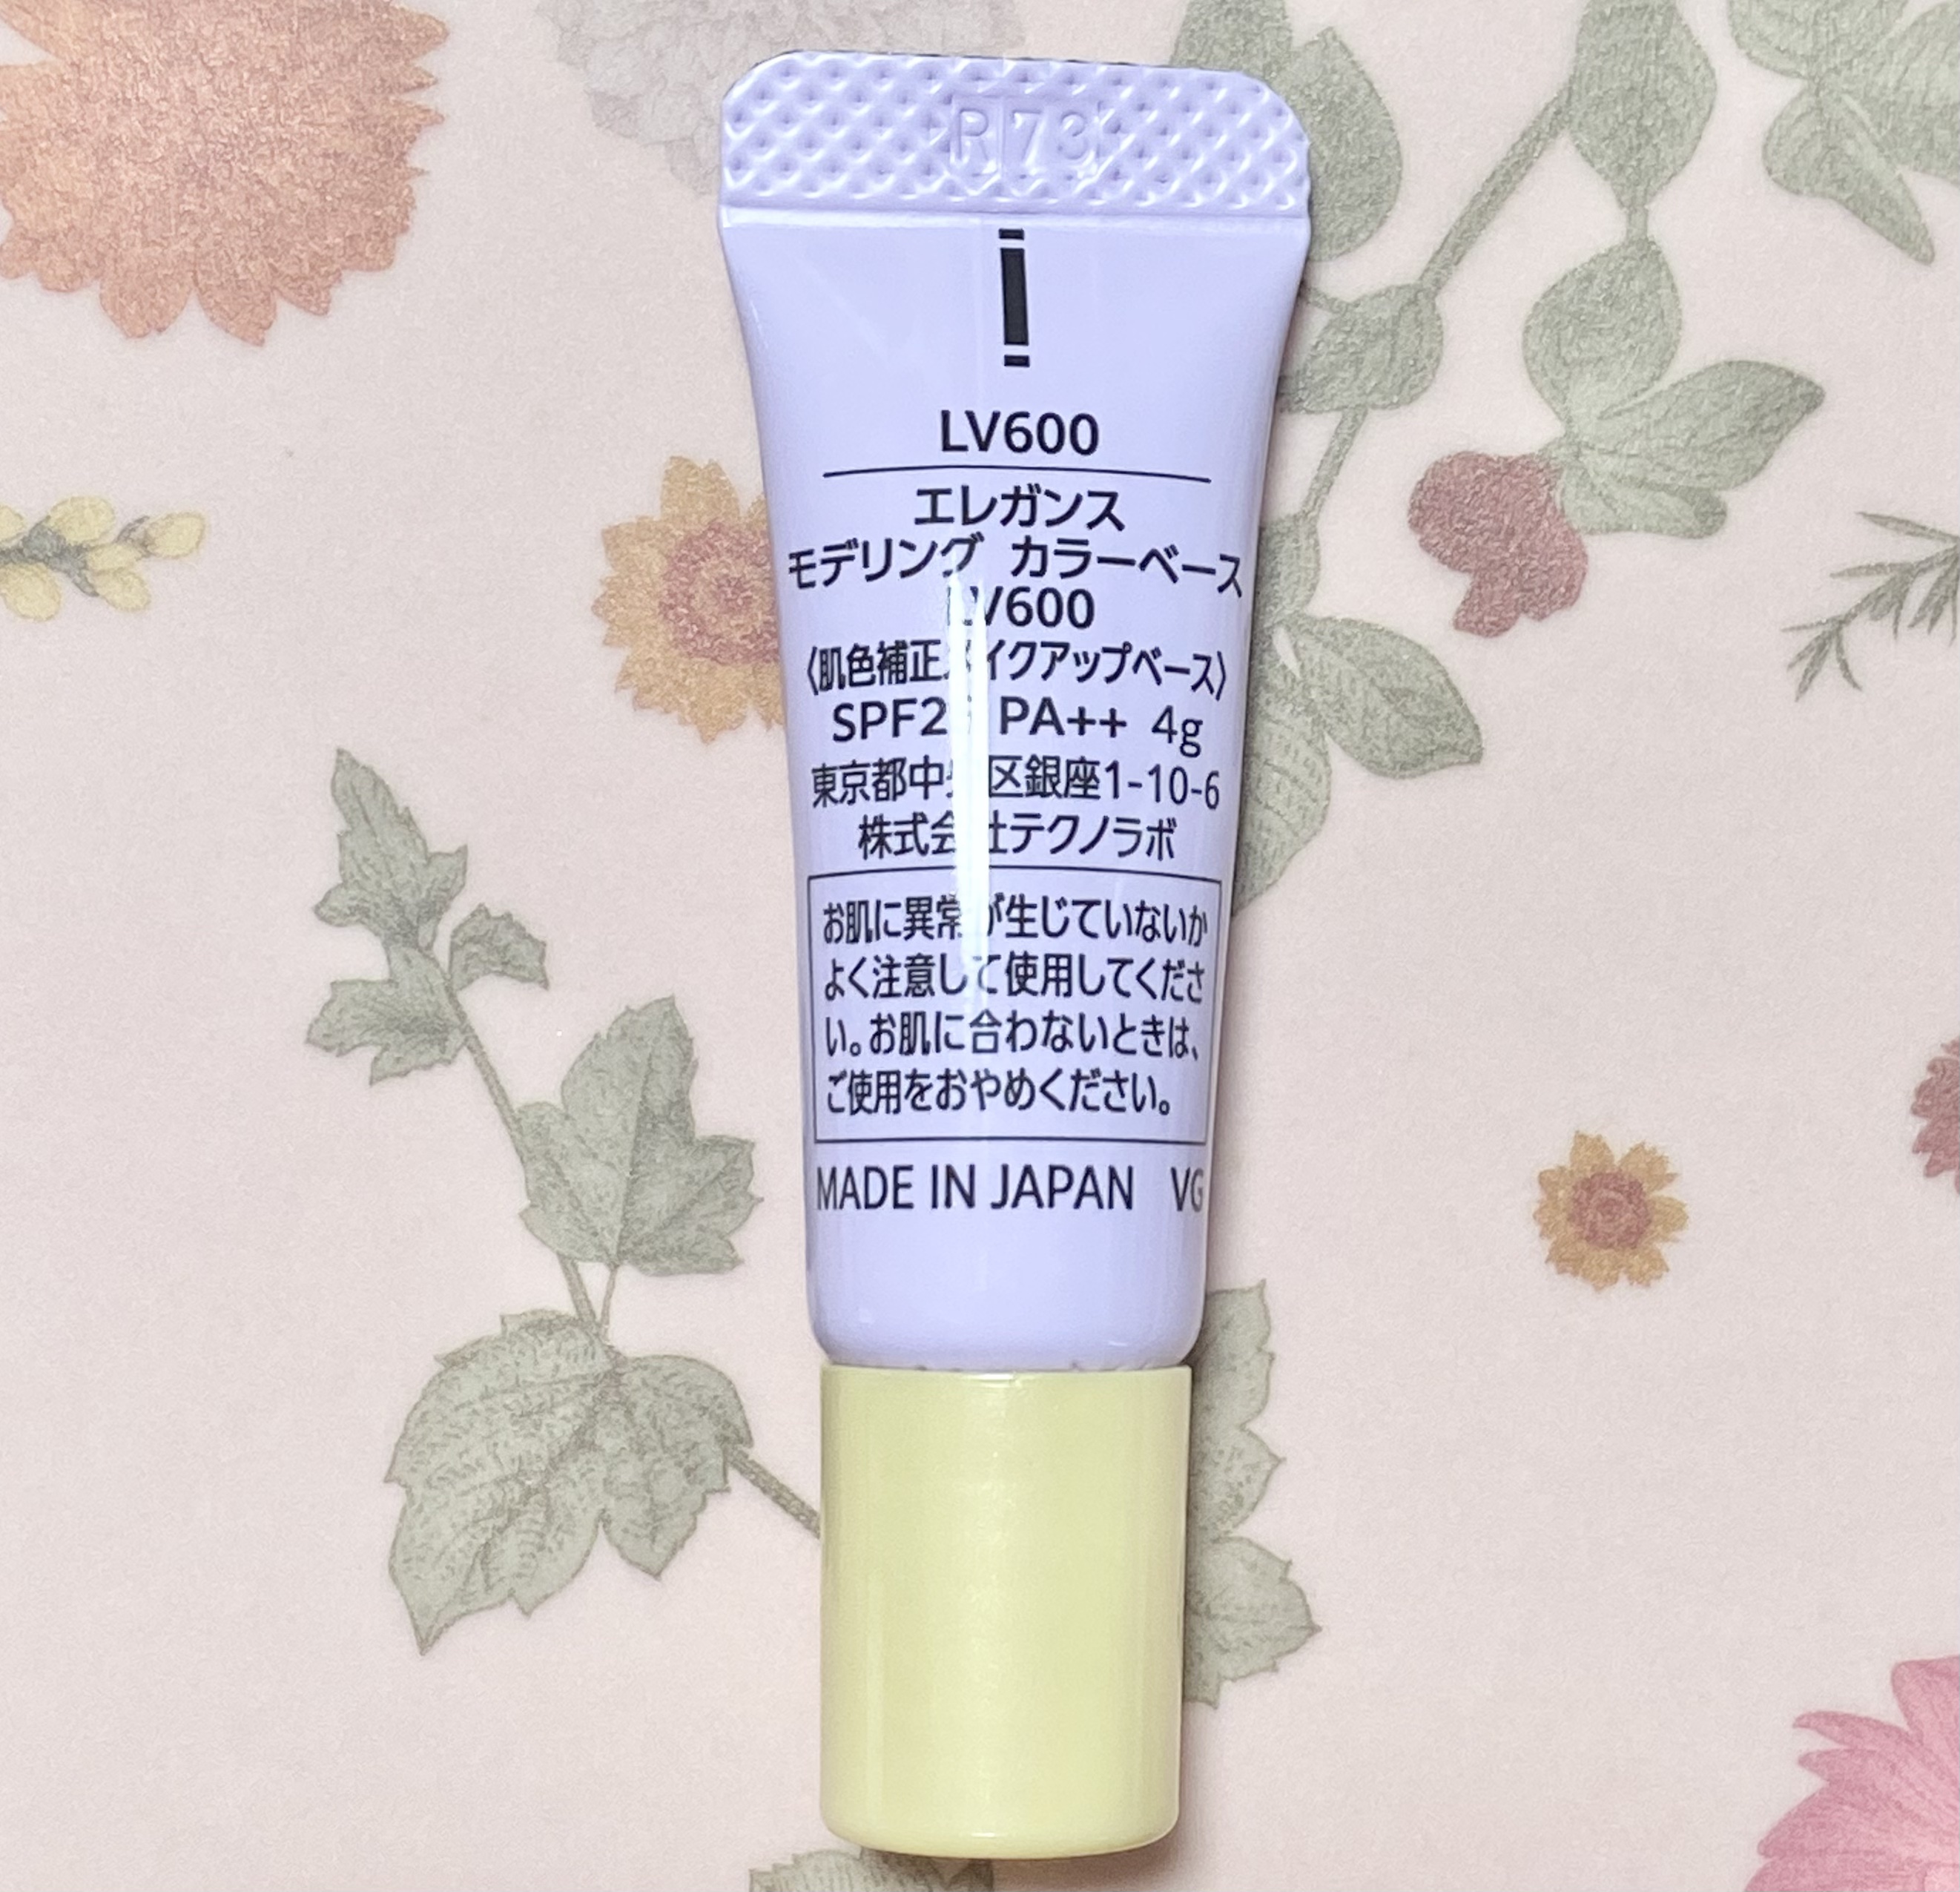 R 73
LV600
エレガンス
モデリング カラーベース
LV600
〈肌色補正メイクアップベース〉
PA++ 4g
東京都中央区銀座1-10-6
株式会社テクノラボ
お肌に異常が生じていないか
よく注意して使用してくださ
い。お肌に合わないときは、
ご使用をおやめください。
MADE IN JAPAN VG